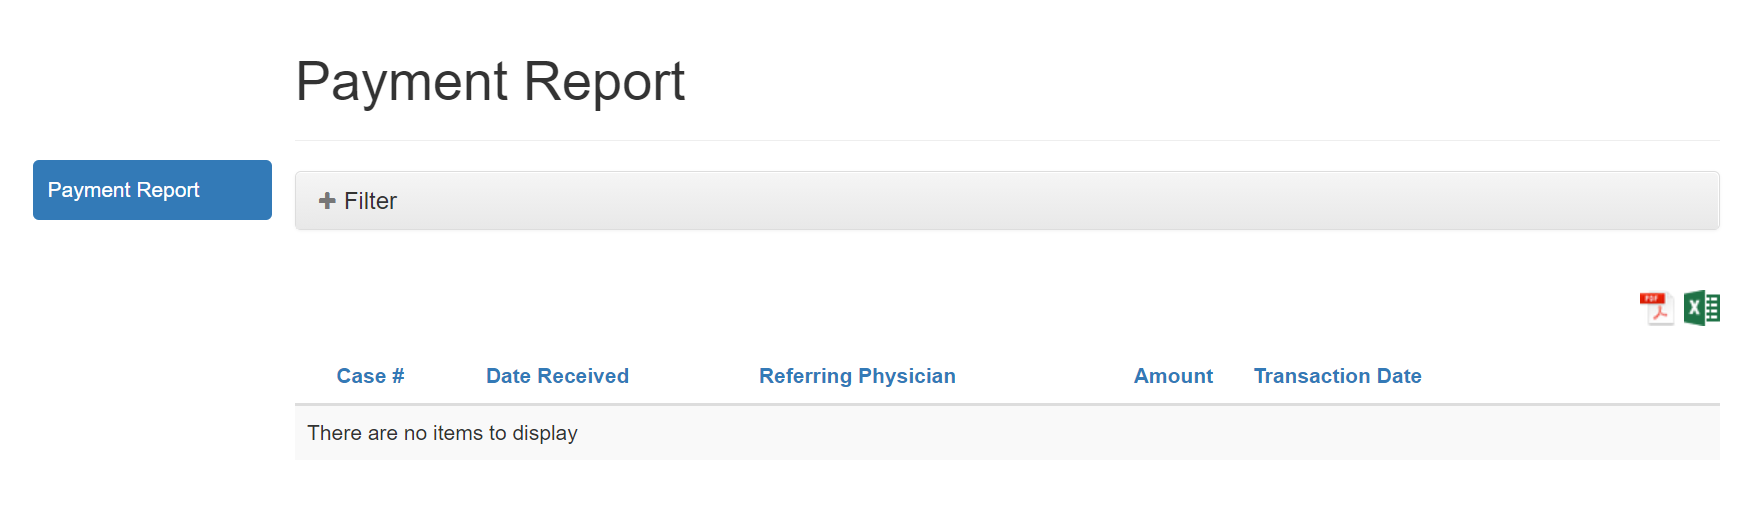 Payment Report
Payment Report
Filter
PDF
X
Case # Date Received Referring Physician Amount Transaction Date
There are no items to display